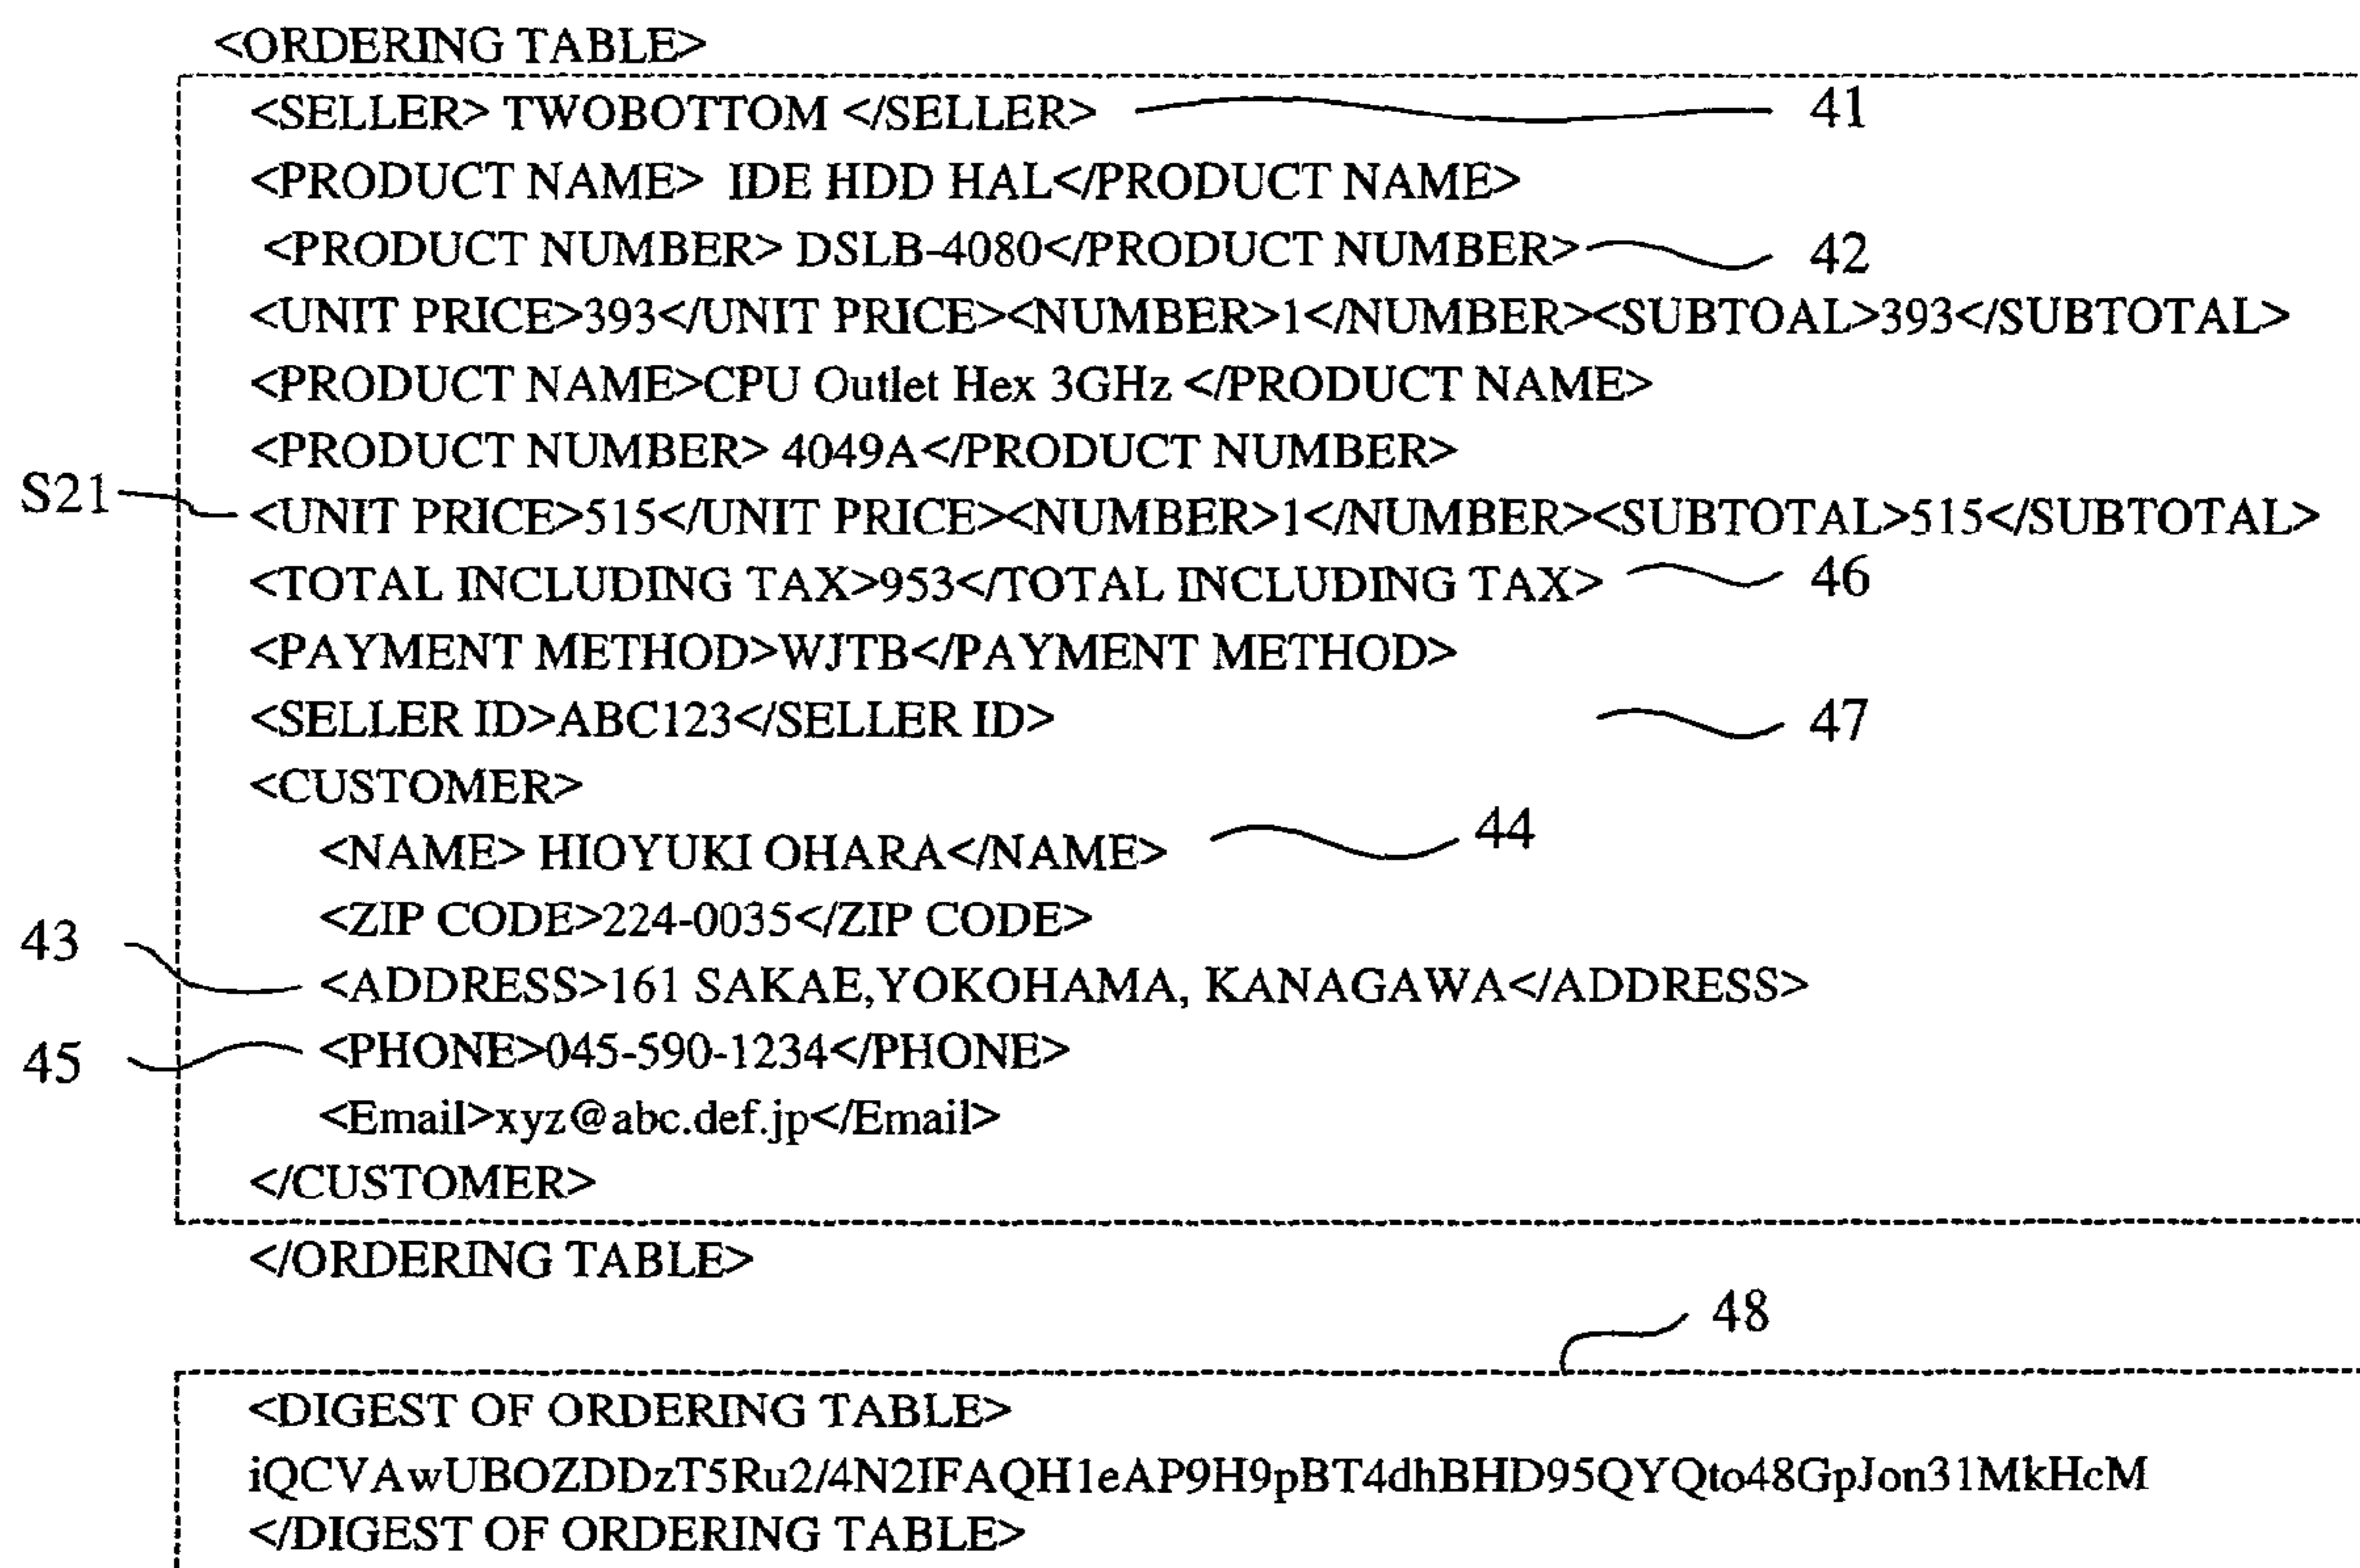 <ORDERING TABLE>
<SELLER> TWOBOTTOM </SELLER> 41
<PRODUCT NAME> IDE HDD HAL</PRODUCT NAME>
<PRODUCT NUMBER> DSLB-4080</PRODUCT NUMBER> 42
<UNIT PRICE>393</UNIT PRICE><NUMBER>1</NUMBER><SUBTOAL>393</SUBTOTAL>
<PRODUCT NAME>CPU Outlet Hex 3GHz </PRODUCT NAME>
<PRODUCT NUMBER> 4049A</PRODUCT NUMBER>
S21 <UNIT PRICE>515</UNIT PRICE><NUMBER>1</NUMBER><SUBTOTAL>515</SUBTOTAL>
<TOTAL INCLUDING TAX>953</TOTAL INCLUDING TAX> 46
<PAYMENT METHOD>WJTB</PAYMENT METHOD>
<SELLER ID>ABC123</SELLER ID> 47
<CUSTOMER>
<NAME> HIOYUKI OHARA</NAME> 44
<ZIP CODE>224-0035</ZIP CODE>
43 <ADDRESS>161 SAKAE,YOKOHAMA, KANAGAWA</ADDRESS>
45 <PHONE>045-590-1234</PHONE>
<Email>xyz@abc.def.jp</Email>
</CUSTOMER>
</ORDERING TABLE>
48
<DIGEST OF ORDERING TABLE>
iQCVAwUBOZDDzT5Ru2/4N2IFAQH1eAP9H9pBT4dhBHD95QYQto48GpJon31MkHcM
</DIGEST OF ORDERING TABLE>